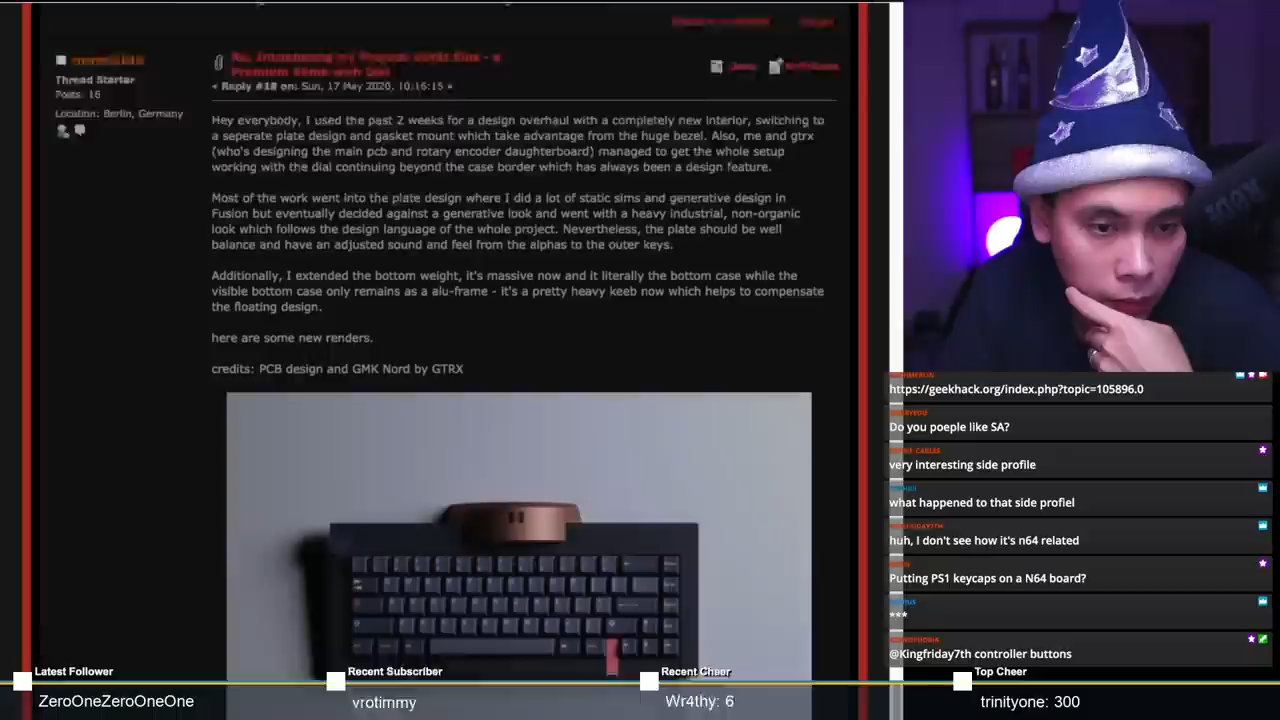 Thread Starter
Posts: 16
Location: Berlin, Germany
« Reply #18 on: Sun, 17 May 2020, 10:16:15 »
Hey everybody, I used the past 2 weeks for a design overhaul with a completely new interior, switching to
a seperate plate design and gasket mount which take advantage from the huge bezel. Also, me and gtrx
(who's designing the main pcb and rotary encoder daughterboard) managed to get the whole setup
working with the dial continuing beyond the case border which has always been a design feature.
Most of the work went into the plate design where I did a lot of static sims and generative design in
Fusion but eventually decided against a generative look and went with a heavy industrial, non-organic
look which follows the design language of the whole project. Nevertheless, the plate should be well
balance and have an adjusted sound and feel from the alphas to the outer keys.
Additionally, I extended the bottom weight, it's massive now and it literally the bottom case while the
visible bottom case only remains as a alu-frame - it's a pretty heavy keeb now which helps to compensate
the floating design.
here are some new renders.
credits: PCB design and GMK Nord by GTRX
https://geekhack.org/index.php?topic=105896.0
Do you poeple like SA?
very interesting side profile
what happened to that side profiel
huh, I don't see how it's n64 related
Putting PS1 keycaps on a N64 board?
***
@Kingfriday7th controller buttons
Latest Follower
ZeroOneZeroOneOne
Recent Subscriber
vrotimmy
Recent Cheer
Wr4thy: 6
Top Cheer
trinityone: 300